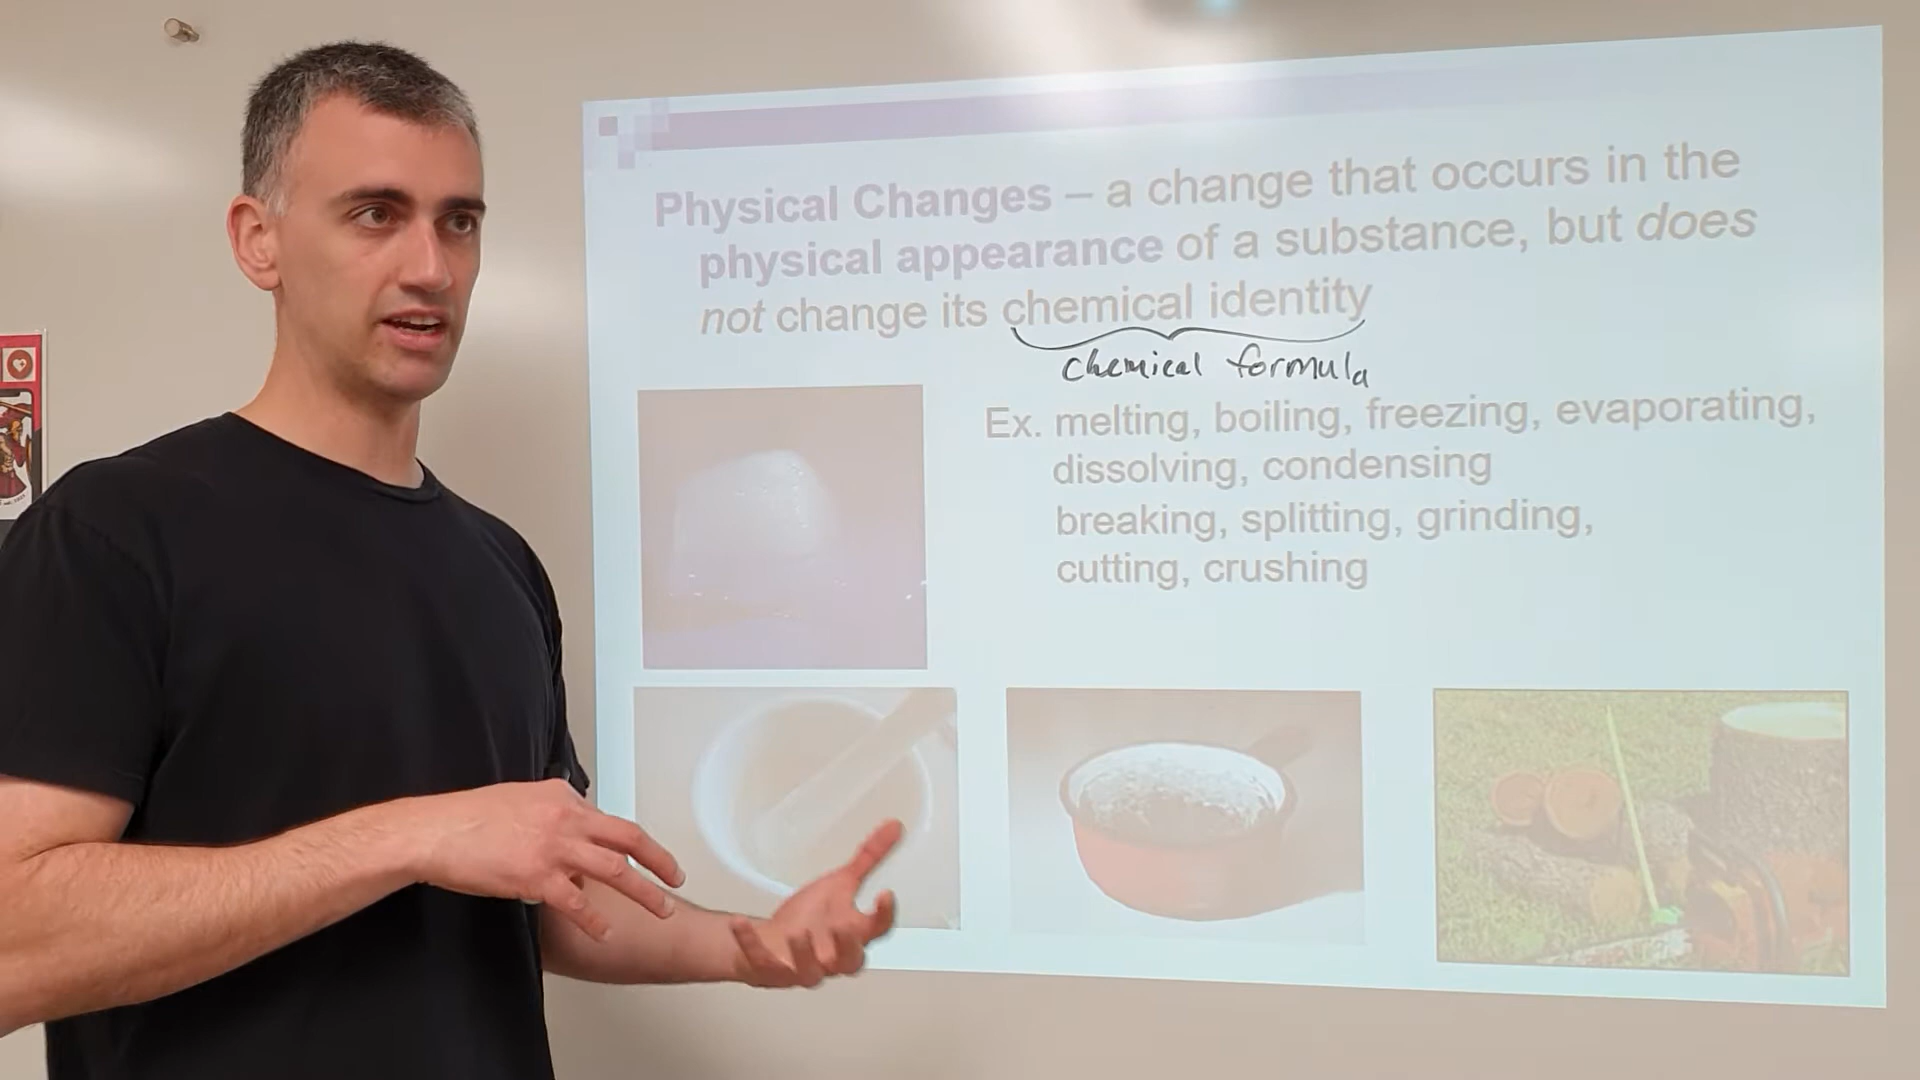 Physical Changes – a change that occurs in the
physical appearance of a substance, but does
not change its chemical identity
chemical formula
Ex. melting, boiling, freezing, evaporating,
dissolving, condensing
breaking, splitting, grinding,
cutting, crushing